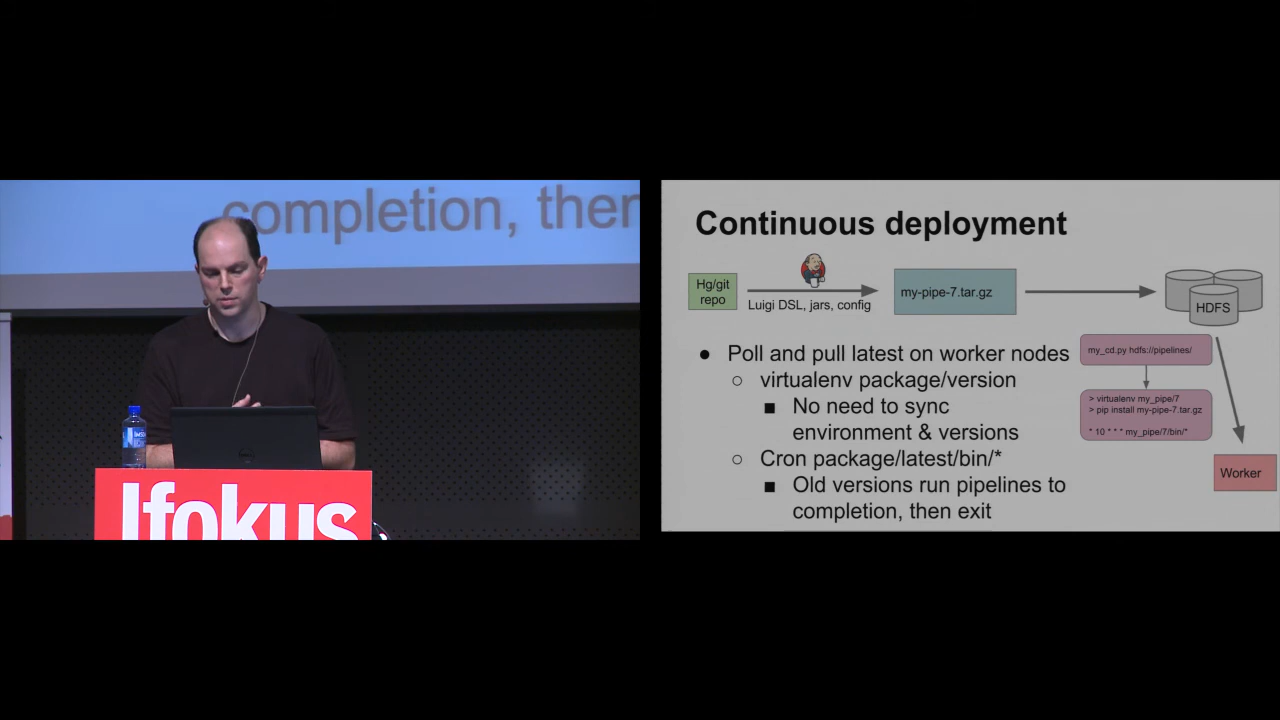 completion, then
Jfokus
Continuous deployment
Hg/git
repo
Luigi DSL, jars, config
my-pipe-7.tar.gz
HDFS
● Poll and pull latest on worker nodes
○ virtualenv package/version
■ No need to sync
environment & versions
○ Cron package/latest/bin/*
■ Old versions run pipelines to
completion, then exit
my_cd.py hdfs://pipelines/
> virtualenv my_pipe/7
> pip install my-pipe-7.tar.gz
* 10 * * * my_pipe/7/bin/*
Worker